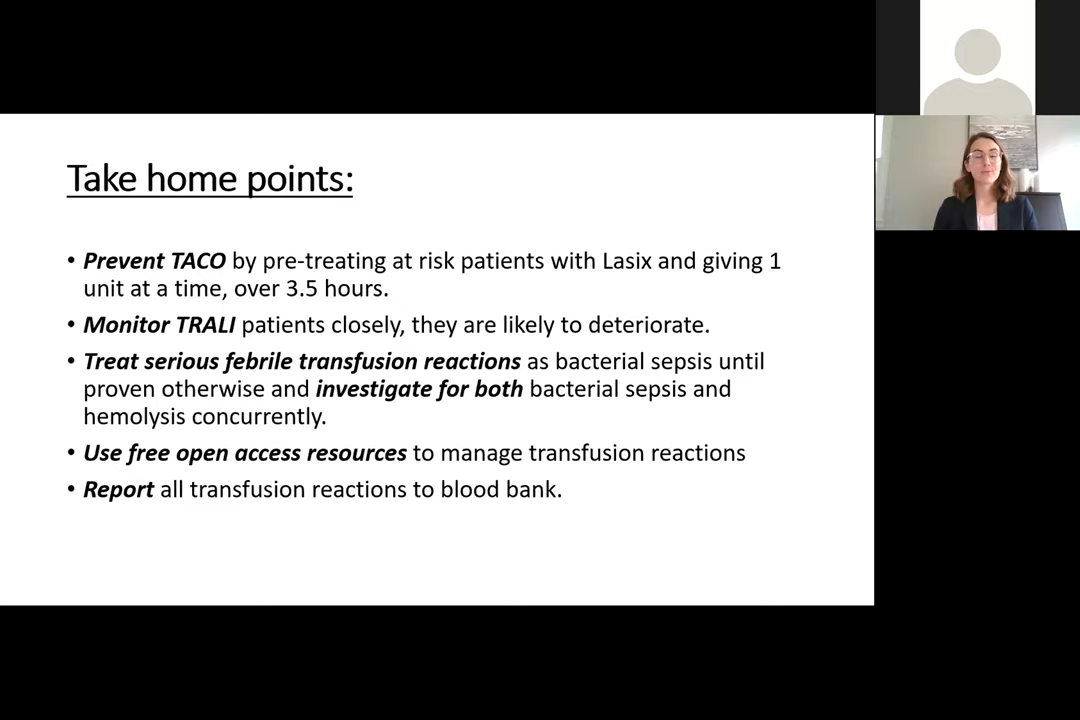 Take home points:
• Prevent TACO by pre-treating at risk patients with Lasix and giving 1
unit at a time, over 3.5 hours.
• Monitor TRALI patients closely, they are likely to deteriorate.
• Treat serious febrile transfusion reactions as bacterial sepsis until
proven otherwise and investigate for both bacterial sepsis and
hemolysis concurrently.
• Use free open access resources to manage transfusion reactions
• Report all transfusion reactions to blood bank.